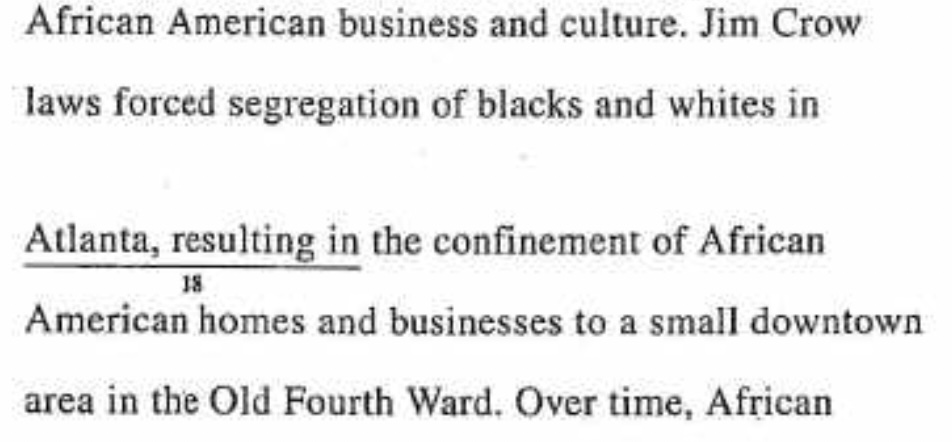 African American business and culture. Jim Crow
laws forced segregation of blacks and whites in
Atlanta, resulting in the confinement of African
18
American homes and businesses to a small downtown
area in the Old Fourth Ward. Over time, African